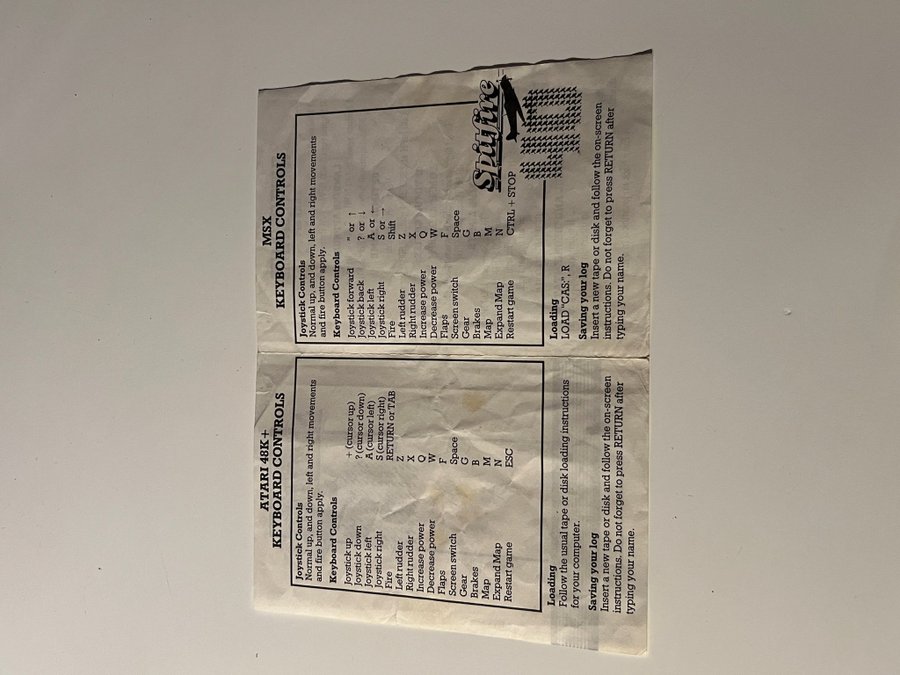 ATARI 48K+
KEYBOARD CONTROLS
Joystick Controls
Normal up, and down, left and right movements
and fire button apply.
Keyboard Controls
Joystick up + (cursor up)
Joystick down ? (cursor down)
Joystick left A (cursor left)
Joystick right S (cursor right)
Fire RETURN or TAB
Left rudder Z
Right rudder X
Increase power Q
Decrease power W
Flaps F
Screen switch Space
Gear G
Brakes B
Map M
Expand Map N
Restart game ESC
Loading
Follow the usual tape or disk loading instructions
for your computer.
Saving your log
Insert a new tape or disk and follow the on-screen
instructions. Do not forget to press RETURN after
typing your name.
MSX
KEYBOARD CONTROLS
Joystick Controls
Normal up, and down, left and right movements
and fire button apply.
Keyboard Controls
Joystick forward " or ↑
Joystick back ? or ↓
Joystick left A or ←
Joystick right S or →
Fire Shift
Left rudder Z
Right rudder X
Increase power Q
Decrease power W
Flaps F
Screen switch Space
Gear G
Brakes B
Map M
Expand Map N
Restart game CTRL + STOP
Spitfire
40
Loading
LOAD "CAS:", R
Saving your log
Insert a new tape or disk and follow the on-screen
instructions. Do not forget to press RETURN after
typing your name.